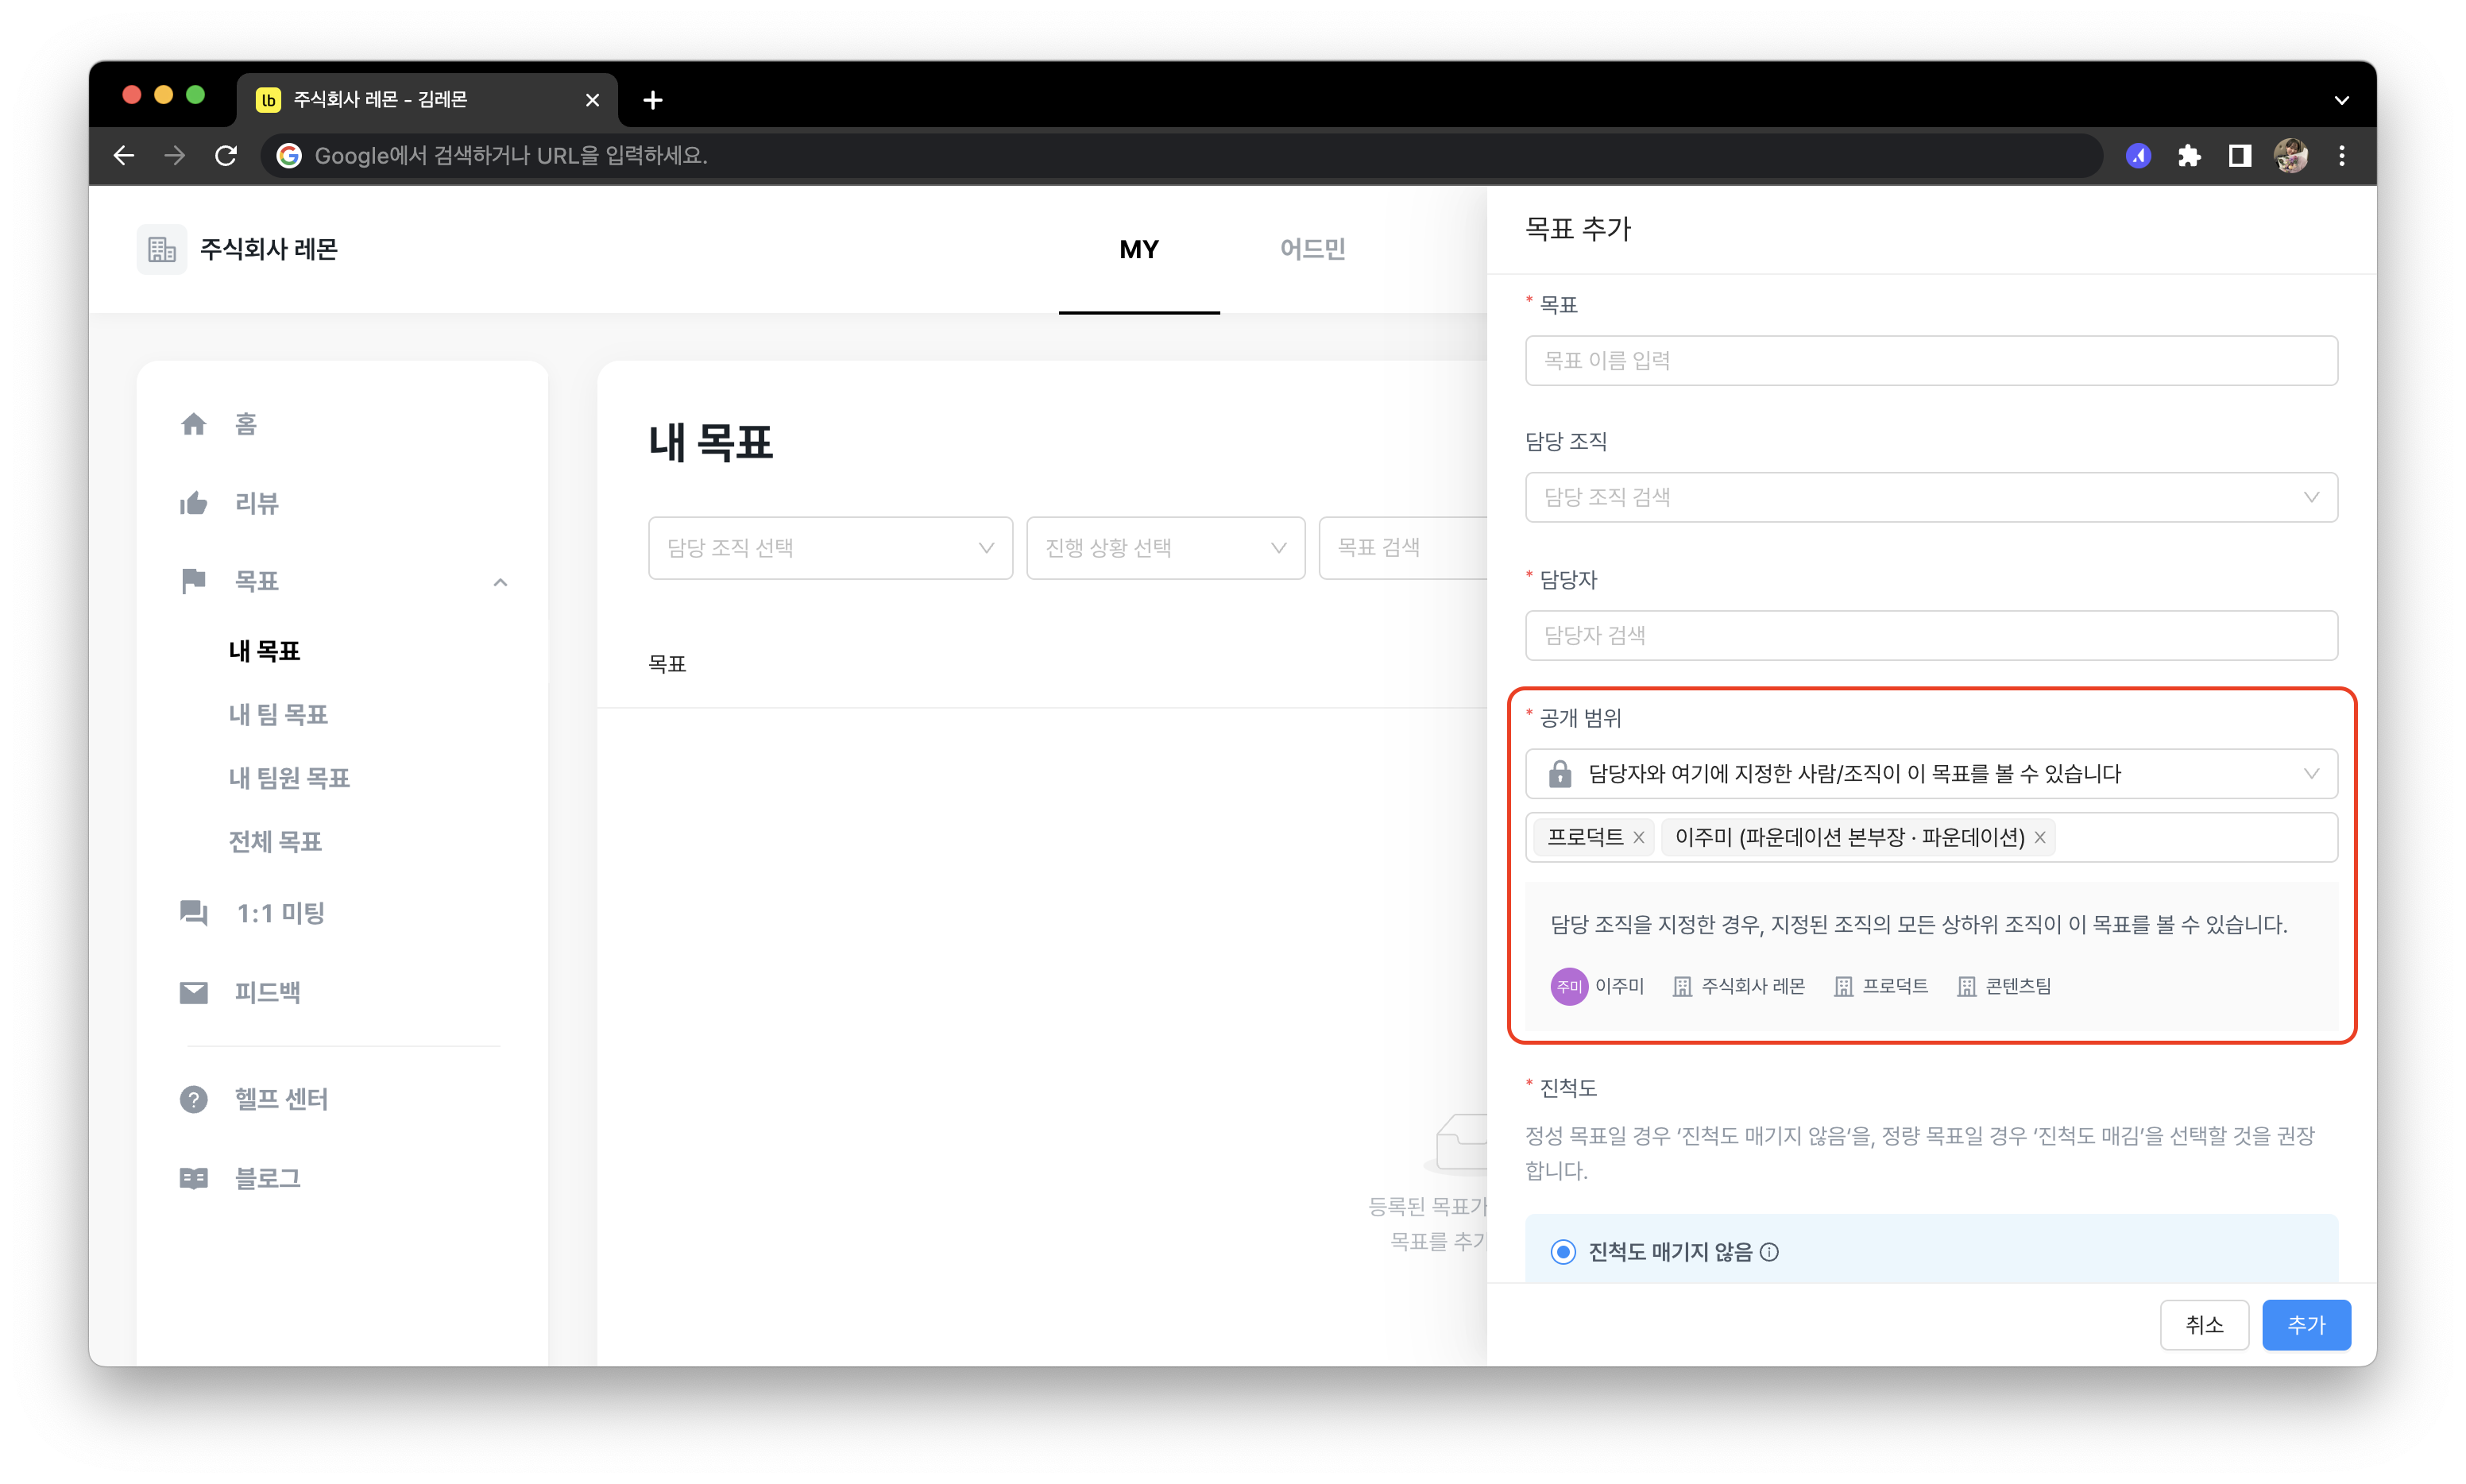 lb 주식회사 레몬 - 김레몬
Google에서 검색하거나 URL을 입력하세요.
주식회사 레몬
MY
어드민
홈
리뷰
목표
내 목표
내 팀 목표
내 팀원 목표
전체 목표
1:1 미팅
피드백
헬프 센터
블로그
내 목표
담당 조직 선택
진행 상황 선택
목표 검색
목표
등록된 목표가
목표를 추가
목표 추가
* 목표
목표 이름 입력
담당 조직
담당 조직 검색
* 담당자
담당자 검색
* 공개 범위
담당자와 여기에 지정한 사람/조직이 이 목표를 볼 수 있습니다
프로덕트 이주미 (파운데이션 본부장 · 파운데이션)
담당 조직을 지정한 경우, 지정된 조직의 모든 상하위 조직이 이 목표를 볼 수 있습니다.
주미 이주미 주식회사 레몬 프로덕트 콘텐츠팀
* 진척도
정성 목표일 경우 ‘진척도 매기지 않음‘을, 정량 목표일 경우 ‘진척도 매김’을 선택할 것을 권장
합니다.
진척도 매기지 않음
취소
추가